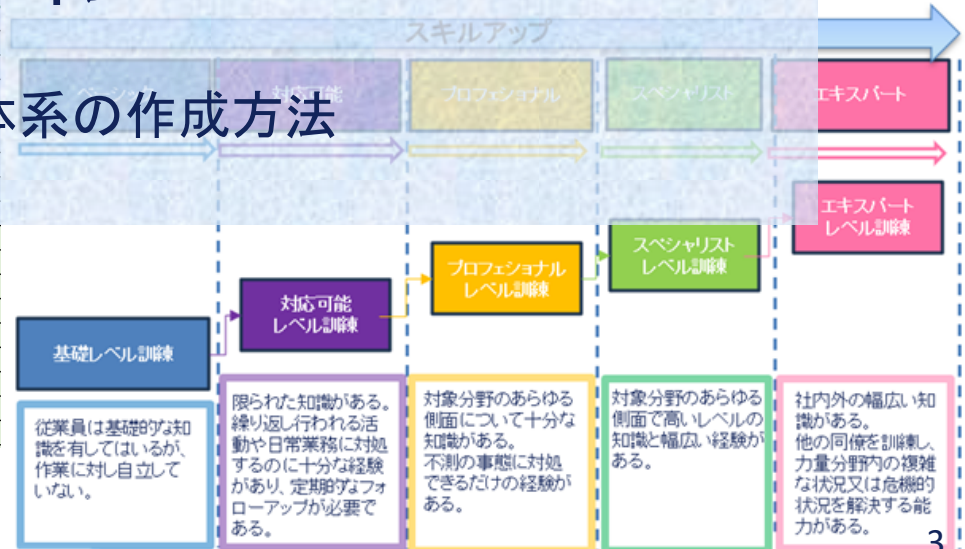 スキルアップ
体系の作成方法
対応可能
プロフェショナル
スペシャリスト
エキスパート
エキスパート
レベル訓練
スペシャリスト
レベル訓練
プロフェショナル
レベル訓練
対応可能
レベル訓練
基礎レベル訓練
従業員は基礎的な知
識を有してはいるが、
作業に対し自立して
いない。
限られた知識がある。
繰り返し行われる活
動や日常業務に対処
するのに十分な経験
があり、定期的なフォ
ローアップが必要で
ある。
対象分野のあらゆる
側面について十分な
知識がある。
不測の事態に対処
できるだけの経験が
ある。
対象分野のあらゆる
側面で高いレベルの
知識と幅広い経験が
ある。
社内外の幅広い知
識がある。
他の同僚を訓練し、
力量分野内の複雑
な状況又は危機的
状況を解決する能
力がある。
3